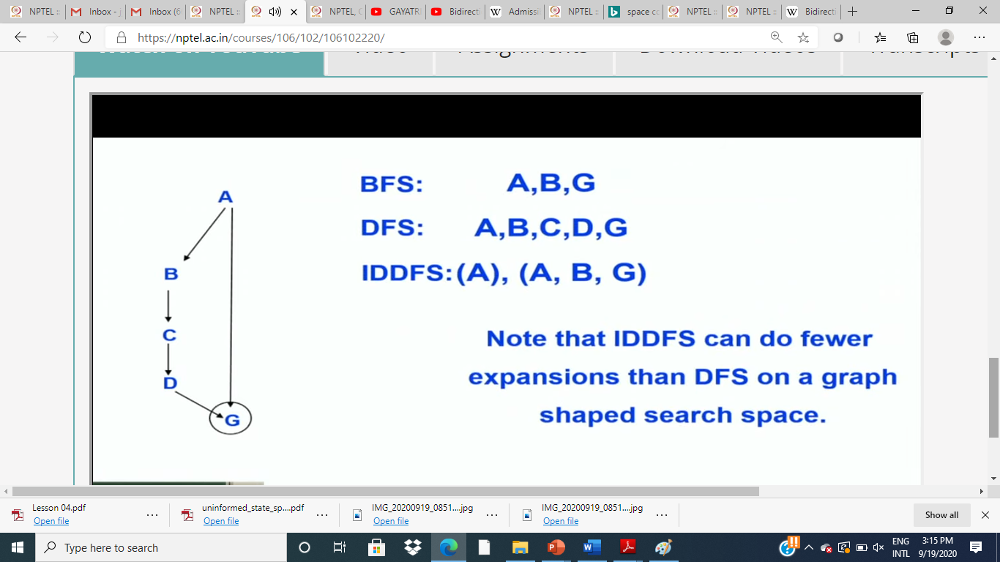 NPTEL :: Inbox - j Inbox (6 NPTEL :: NPTEL, GAYATRI Bidirecti Admissi NPTEL :: space co NPTEL :: NPTEL :: Bidirecti
https://nptel.ac.in/courses/106/102/106102220/
BFS: A,B,G
DFS: A,B,C,D,G
IDDFS: (A), (A, B, G)
A
B
C
D
G
Note that IDDFS can do fewer
expansions than DFS on a graph
shaped search space.
Lesson 04.pdf
Open file
uninformed_state_sp....pdf
Open file
IMG_20200919_0851....jpg
Open file
IMG_20200919_0851....jpg
Open file
Show all
Type here to search
ENG
INTL
3:15 PM
9/19/2020